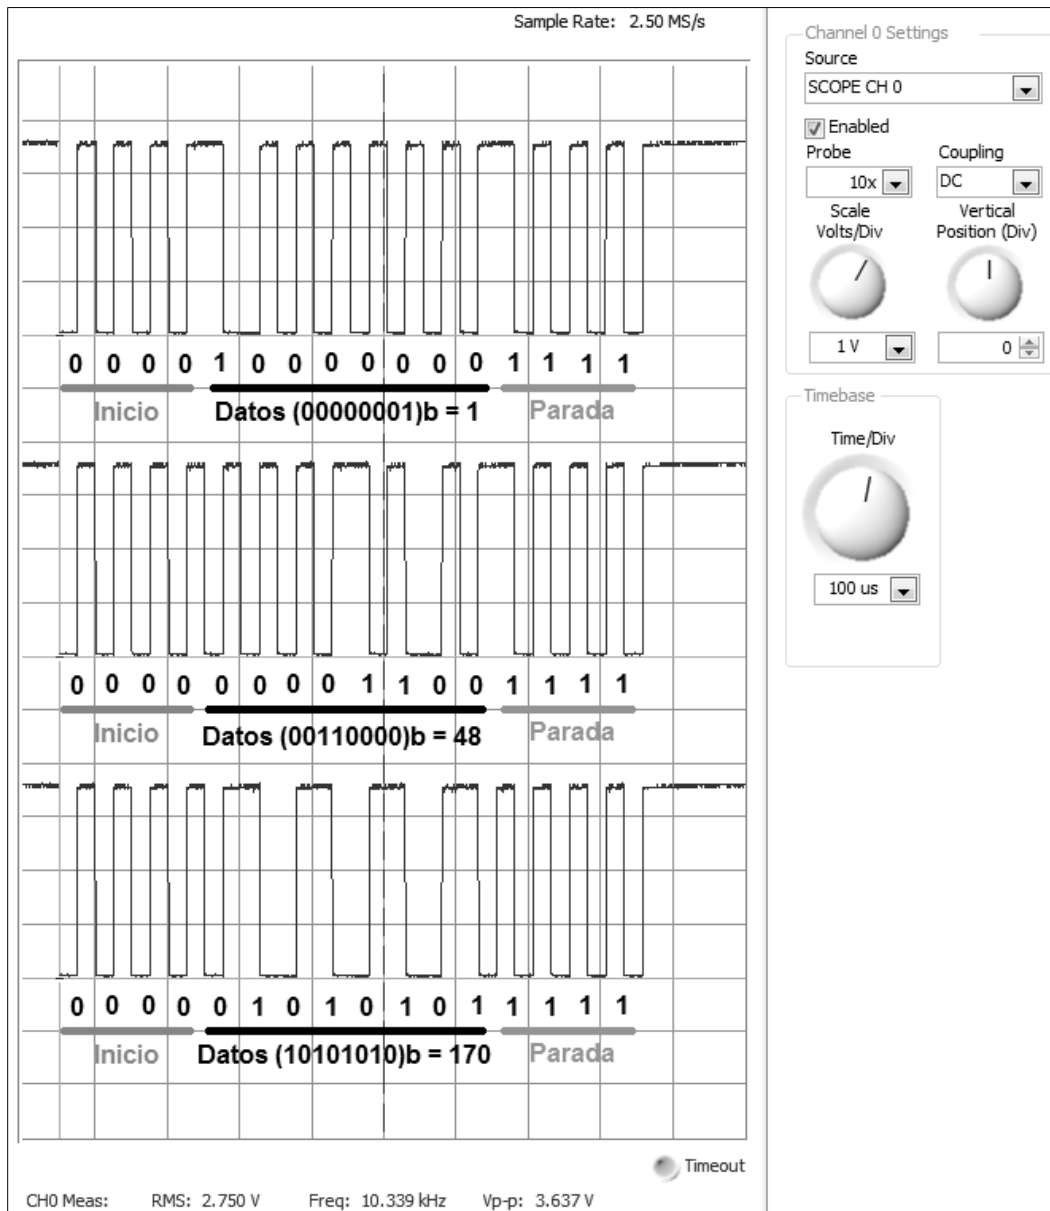 Sample Rate: 2.50 MS/s
0 0 0 0 1 0 0 0 0 0 0 0 1 1 1 1
Inicio Datos (00000001)b = 1 Parada
0 0 0 0 0 0 0 0 1 1 0 0 1 1 1 1
Inicio Datos (00110000)b = 48 Parada
0 0 0 0 0 1 0 1 0 1 0 1 1 1 1 1
Inicio Datos (10101010)b = 170 Parada
Timeout
CH0 Meas: RMS: 2.750 V Freq: 10.339 kHz Vp-p: 3.637 V
Channel 0 Settings
Source
SCOPE CH 0
Enabled
Probe Coupling
10x DC
Scale Vertical
Volts/Div Position (Div)
1 V 0
Timebase
Time/Div
100 us